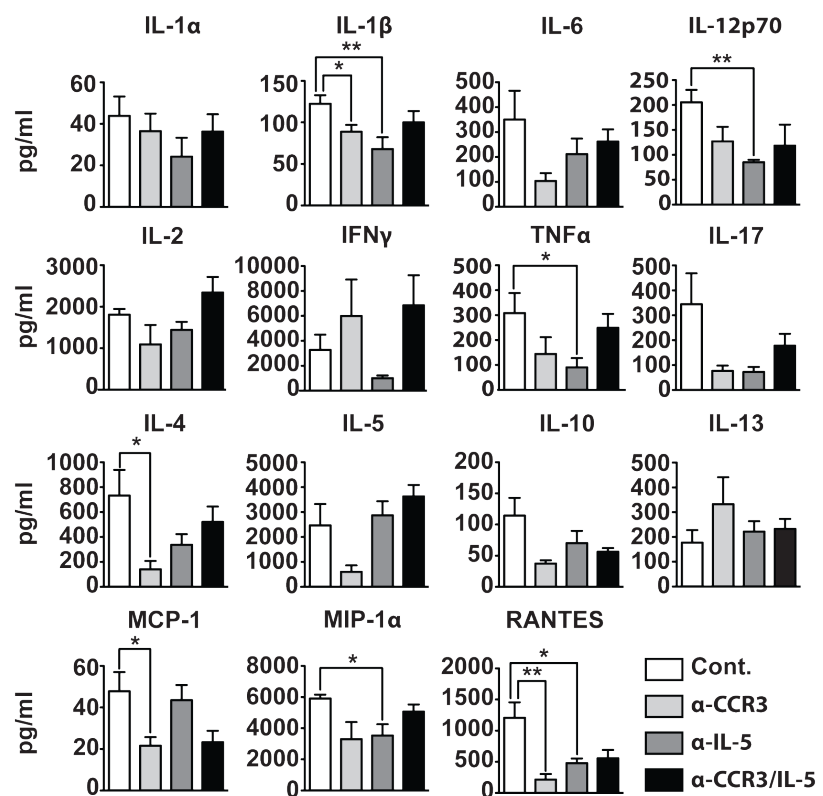 IL-1α IL-1β IL-6 IL-12p70
** **
*
pg/ml
60 150 500 250
400 200
40 100 300 150
200 100
20 50
100 50
0 0 0 0
IL-2 IFNγ TNFα IL-17
*
pg/ml
3000 10000 500 500
8000 400 400
2000 6000 300 300
4000 200 200
1000 2000 100 100
0 0 0 0
IL-4 IL-5 IL-10 IL-13
*
pg/ml
1000 5000 200 500
800 4000 150 400
600 3000 300
400 2000 100 200
200 1000 50 100
0 0 0 0
MCP-1 MIP-1α RANTES
* * *
**
pg/ml
60 8000 2000
40 6000 1500
4000 1000
20 2000 500
0 0 0
Cont.
α-CCR3
α-IL-5
α-CCR3/IL-5